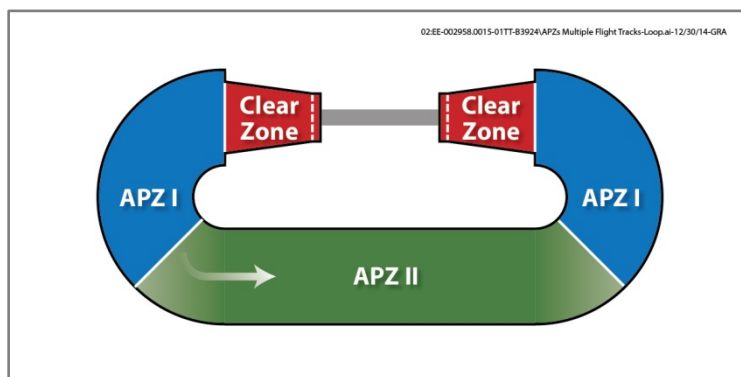 02:EE-002958.0015-01TT-B3924\APZs Multiple Flight Tracks-Loop.ai-12/30/14-GRA
Clear
Zone
Clear
Zone
APZ I
APZ I
APZ II